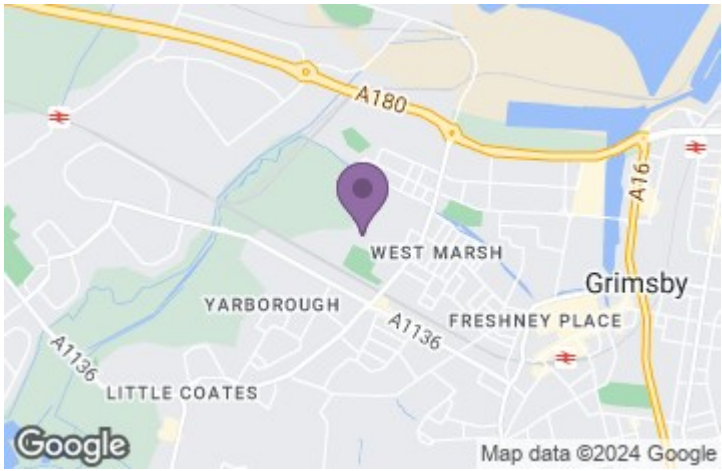 A180
A16
WEST MARSH
Grimsby
YARBOROUGH
FRESHNEY PLACE
A1136
A1136
LITTLE COATES
Google
Map data ©2024 Google